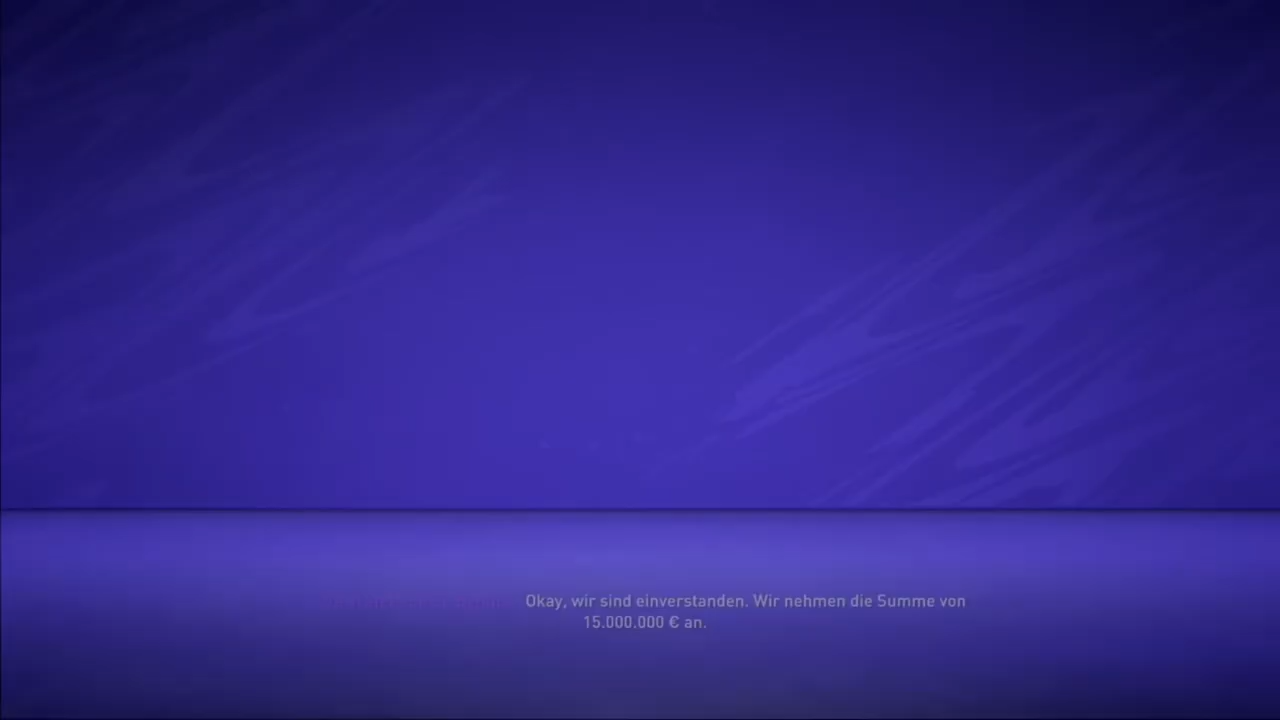 Okay, wir sind einverstanden. Wir nehmen die Summe von
15.000.000 € an.